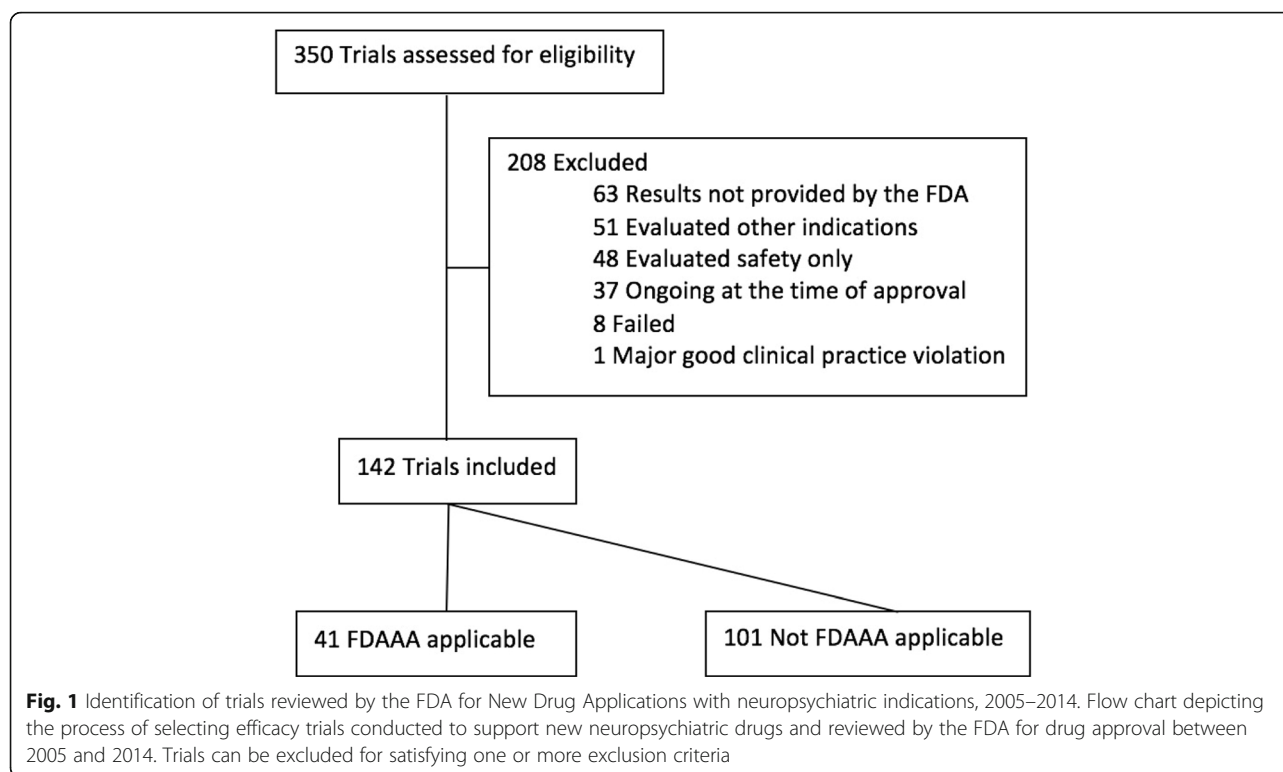 350 Trials assessed for eligibility
208 Excluded
63 Results not provided by the FDA
51 Evaluated other indications
48 Evaluated safety only
37 Ongoing at the time of approval
8 Failed
1 Major good clinical practice violation
142 Trials included
41 FDAAA applicable
101 Not FDAAA applicable
Fig. 1 Identification of trials reviewed by the FDA for New Drug Applications with neuropsychiatric indications, 2005–2014. Flow chart depicting
the process of selecting efficacy trials conducted to support new neuropsychiatric drugs and reviewed by the FDA for drug approval between
2005 and 2014. Trials can be excluded for satisfying one or more exclusion criteria